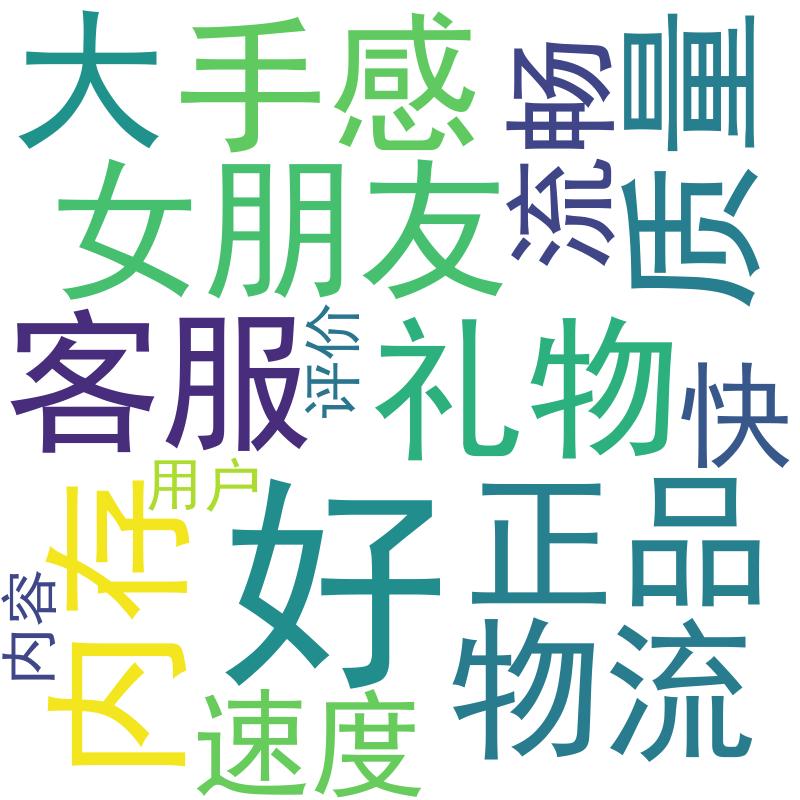 大
手感
流畅
质量
女朋友
客服
评价
礼物
快
用户
内存
内容
好
正品
物流
速度